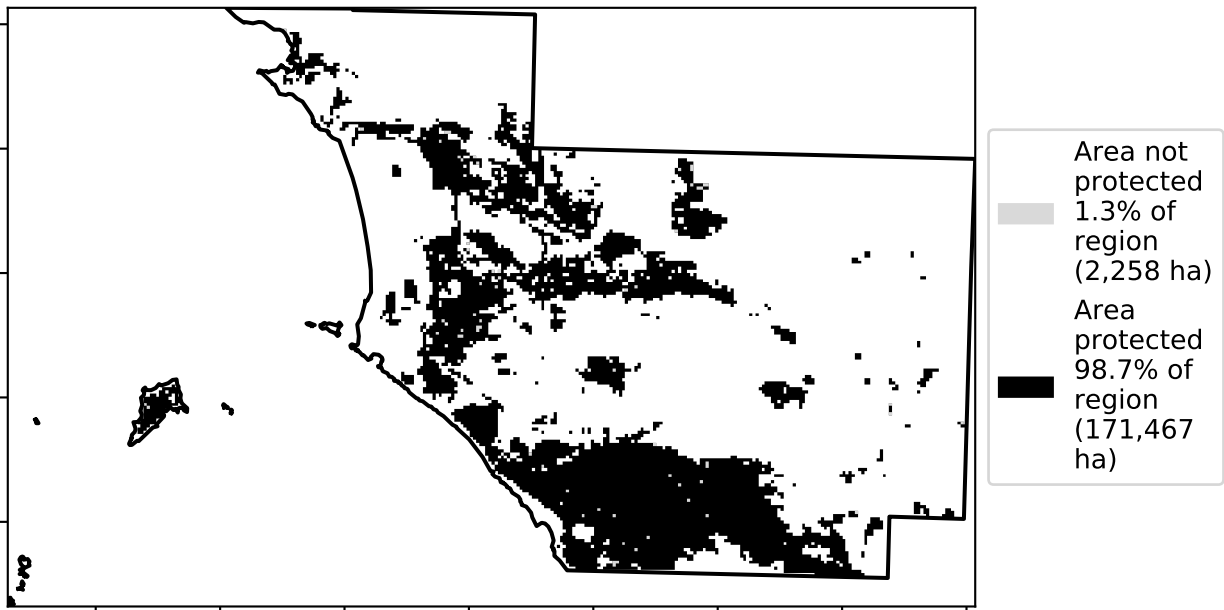 Area not
protected
1.3% of
region
(2,258 ha)
Area
protected
98.7% of
region
(171,467
ha)